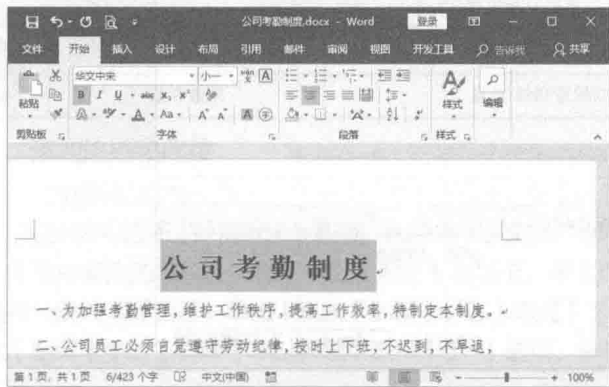 公司考勤制度.docx - Word 登录
文件 开始 插入 设计 布局 引用 邮件 审阅 视图 开发工具 告诉我 共享
华文中宋 小一
B I U abc x₂ x² wén A
粘贴 Aa A A 样式 编辑
剪贴板 字体 段落 样式
公司考勤制度
一、为加强考勤管理,维护工作秩序,提高工作效率,特制定本制度。
二、公司员工必须自觉遵守劳动纪律,按时上下班,不迟到,不早退,
第1页,共1页 6/423个字 中文(中国) 100%